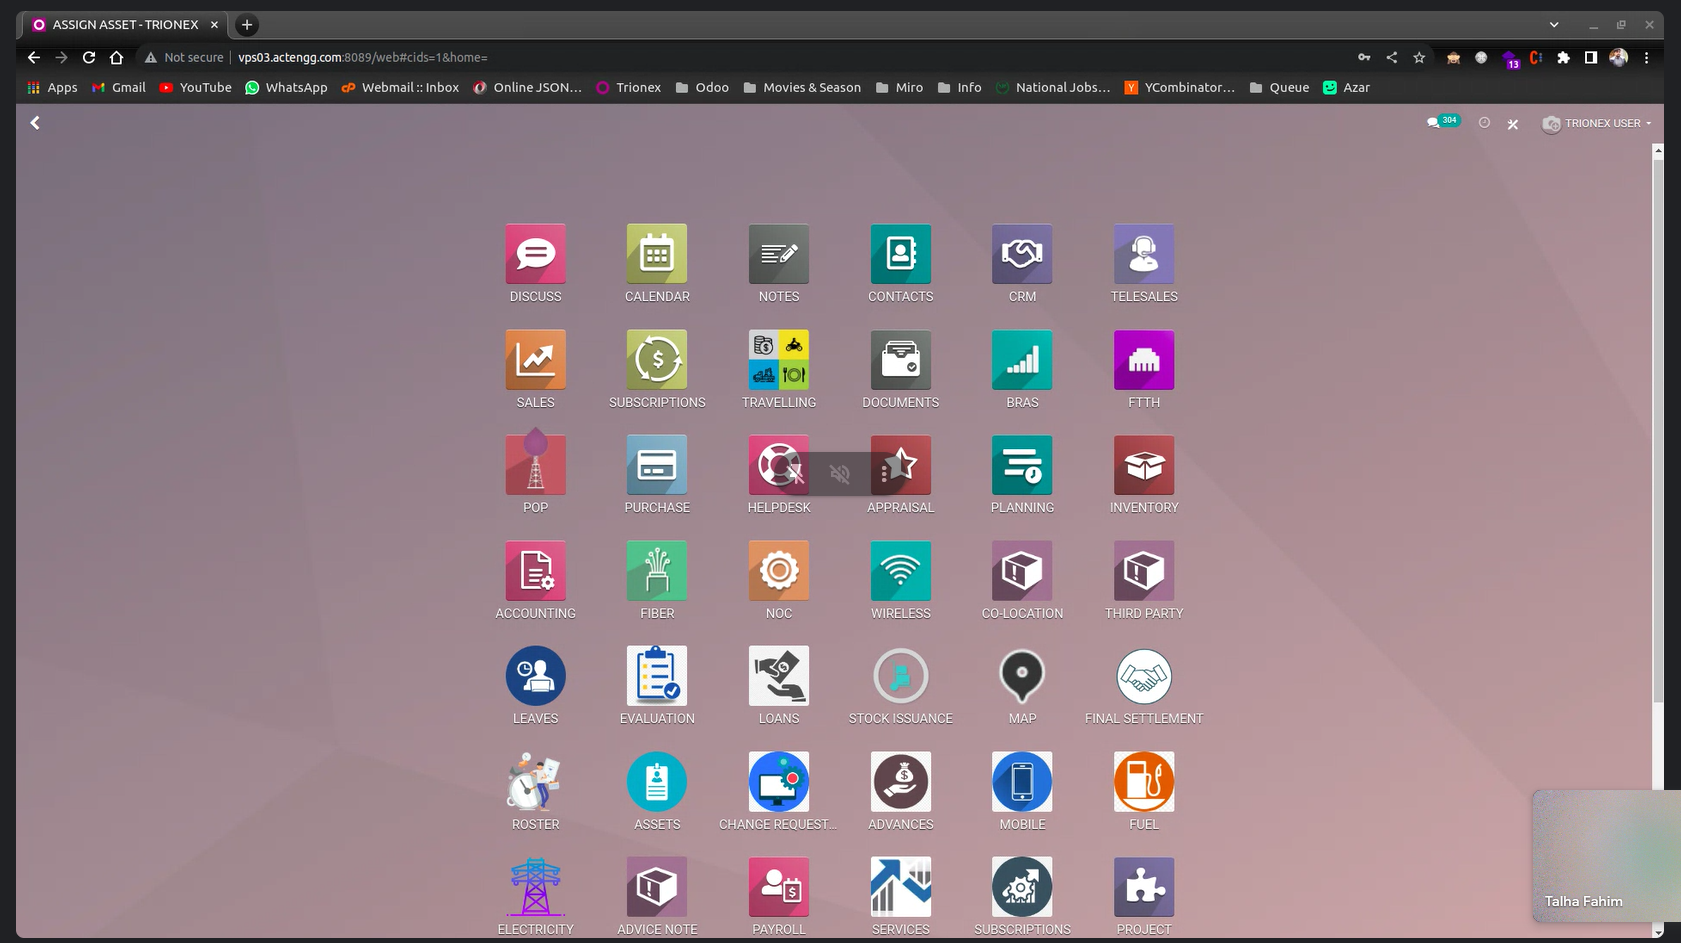 ASSIGN ASSET - TRIONEX
Not secure vps03.actengg.com:8089/web#cids=1&home=
13
Apps Gmail YouTube WhatsApp Webmail :: Inbox Online JSON... Trionex Odoo Movies & Season Miro Info National Jobs... YCombinator... Queue Azar
304 TRIONEX USER
DISCUSS CALENDAR NOTES CONTACTS CRM TELESALES
SALES SUBSCRIPTIONS TRAVELLING DOCUMENTS BRAS FTTH
POP PURCHASE HELPDESK APPRAISAL PLANNING INVENTORY
ACCOUNTING FIBER NOC WIRELESS CO-LOCATION THIRD PARTY
LEAVES EVALUATION LOANS STOCK ISSUANCE MAP FINAL SETTLEMENT
ROSTER ASSETS CHANGE REQUEST... ADVANCES MOBILE FUEL
Talha Fahim
ELECTRICITY ADVICE NOTE PAYROLL SERVICES SUBSCRIPTIONS PROJECT